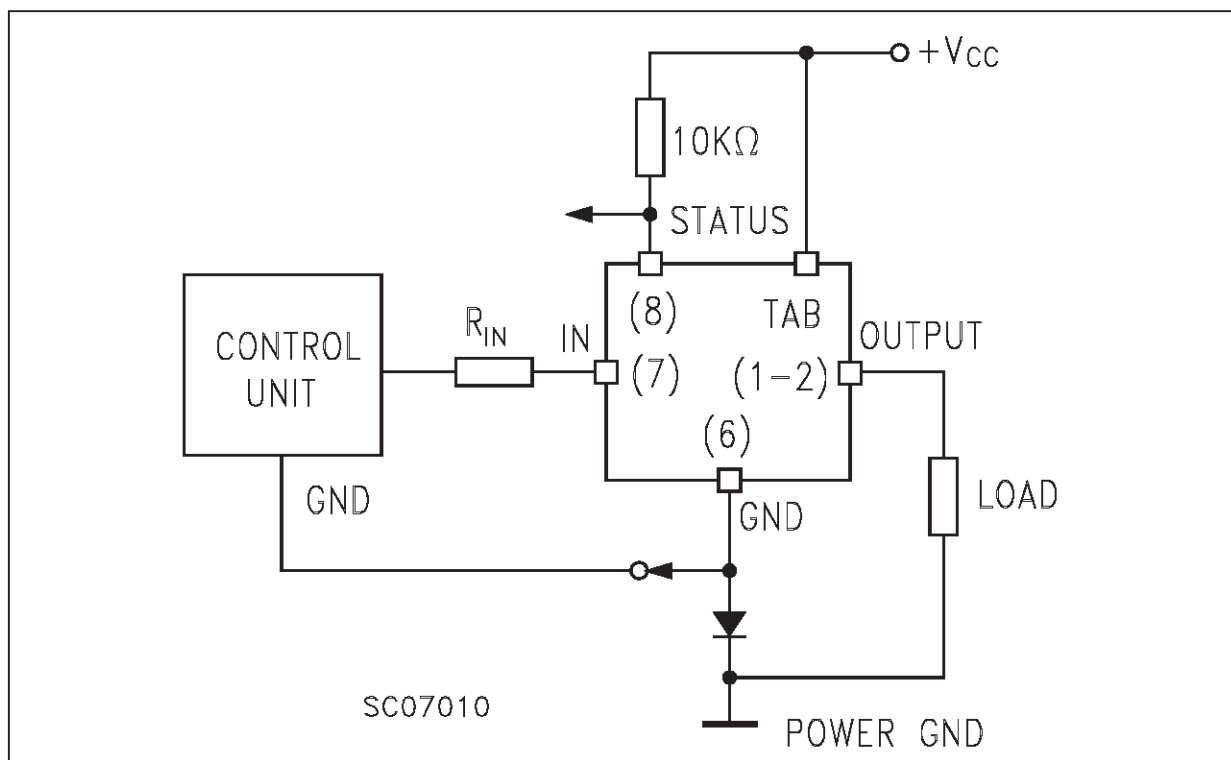 +VCC
10KΩ
STATUS
(8)
TAB
OUTPUT
CONTROL
UNIT
RIN
IN
(7)
(1-2)
(6)
GND
GND
LOAD
SC07010
POWER GND